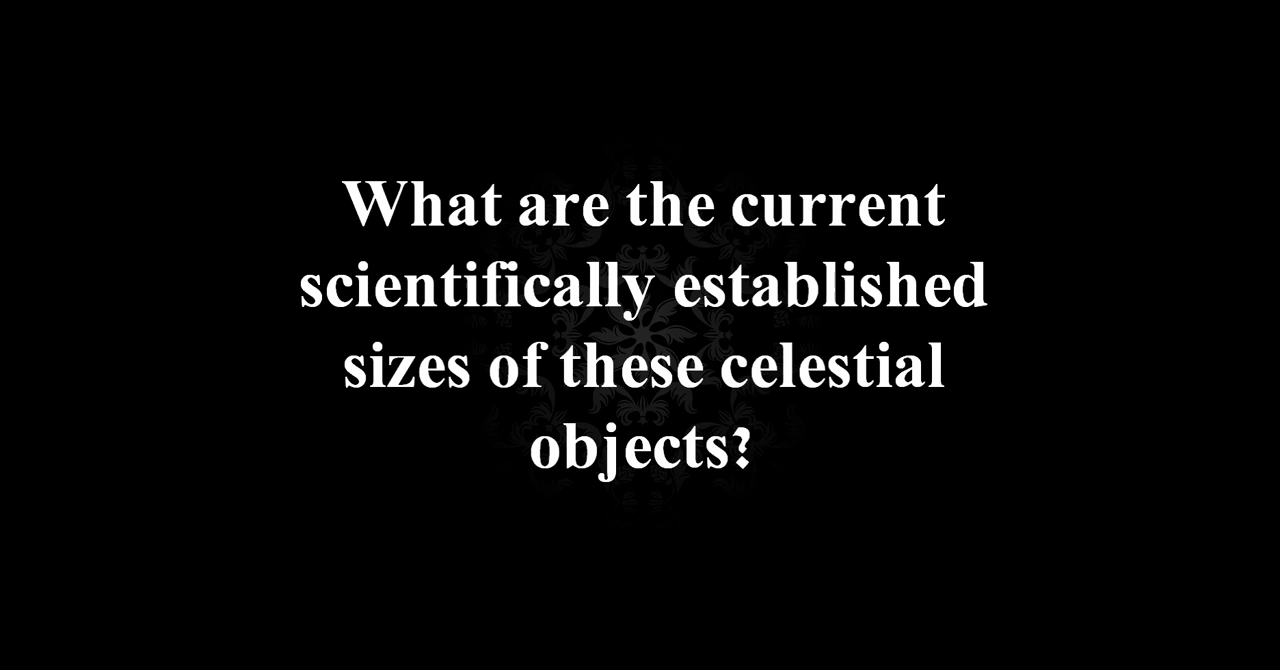 What are the current
scientifically established
sizes of these celestial
objects?